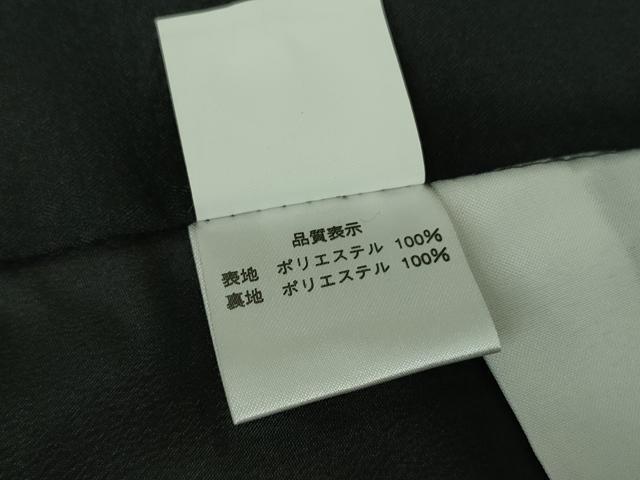 品質表示
表地 ポリエステル 100%
裏地 ポリエステル 100%